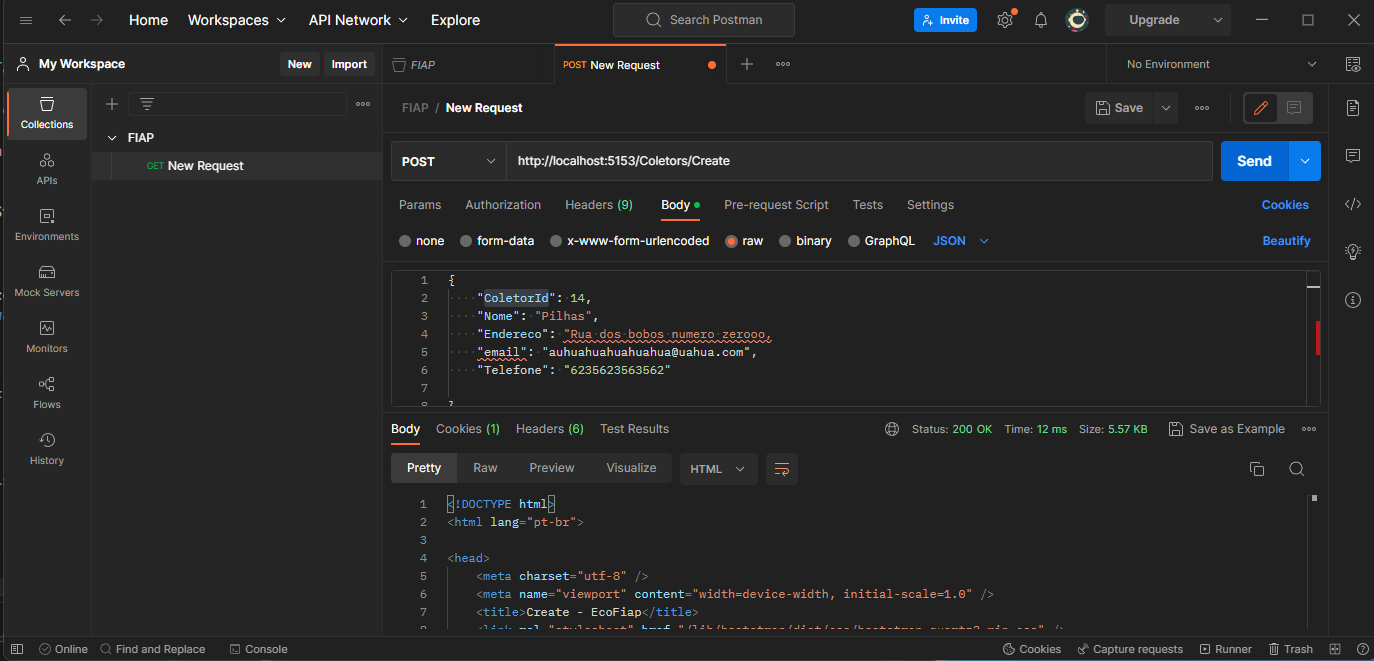 Home Workspaces API Network Explore Search Postman Invite Upgrade
My Workspace New Import FIAP POST New Request No Environment
Collections
APIs
Environments
Mock Servers
Monitors
Flows
History
FIAP
GET New Request
FIAP / New Request Save
POST http://localhost:5153/Coletors/Create Send
Params Authorization Headers (9) Body Pre-request Script Tests Settings Cookies
none form-data x-www-form-urlencoded raw binary GraphQL JSON Beautify
1 {
2 "ColetorId": 14,
3 "Nome": "Pilhas",
4 "Endereco": "Rua dos bobos numero zerooo,
5 "email": "auhuahuahuahuahua@uahua.com",
6 "Telefone": "6235623563562"
7
8 }
Body Cookies (1) Headers (6) Test Results Status: 200 OK Time: 12 ms Size: 5.57 KB Save as Example
Pretty Raw Preview Visualize HTML
1 <!DOCTYPE html>
2 <html lang="pt-br">
3
4 <head>
5 <meta charset="utf-8" />
6 <meta name="viewport" content="width=device-width, initial-scale=1.0" />
7 <title>Create - EcoFiap</title>
Online Find and Replace Console Cookies Capture requests Runner Trash